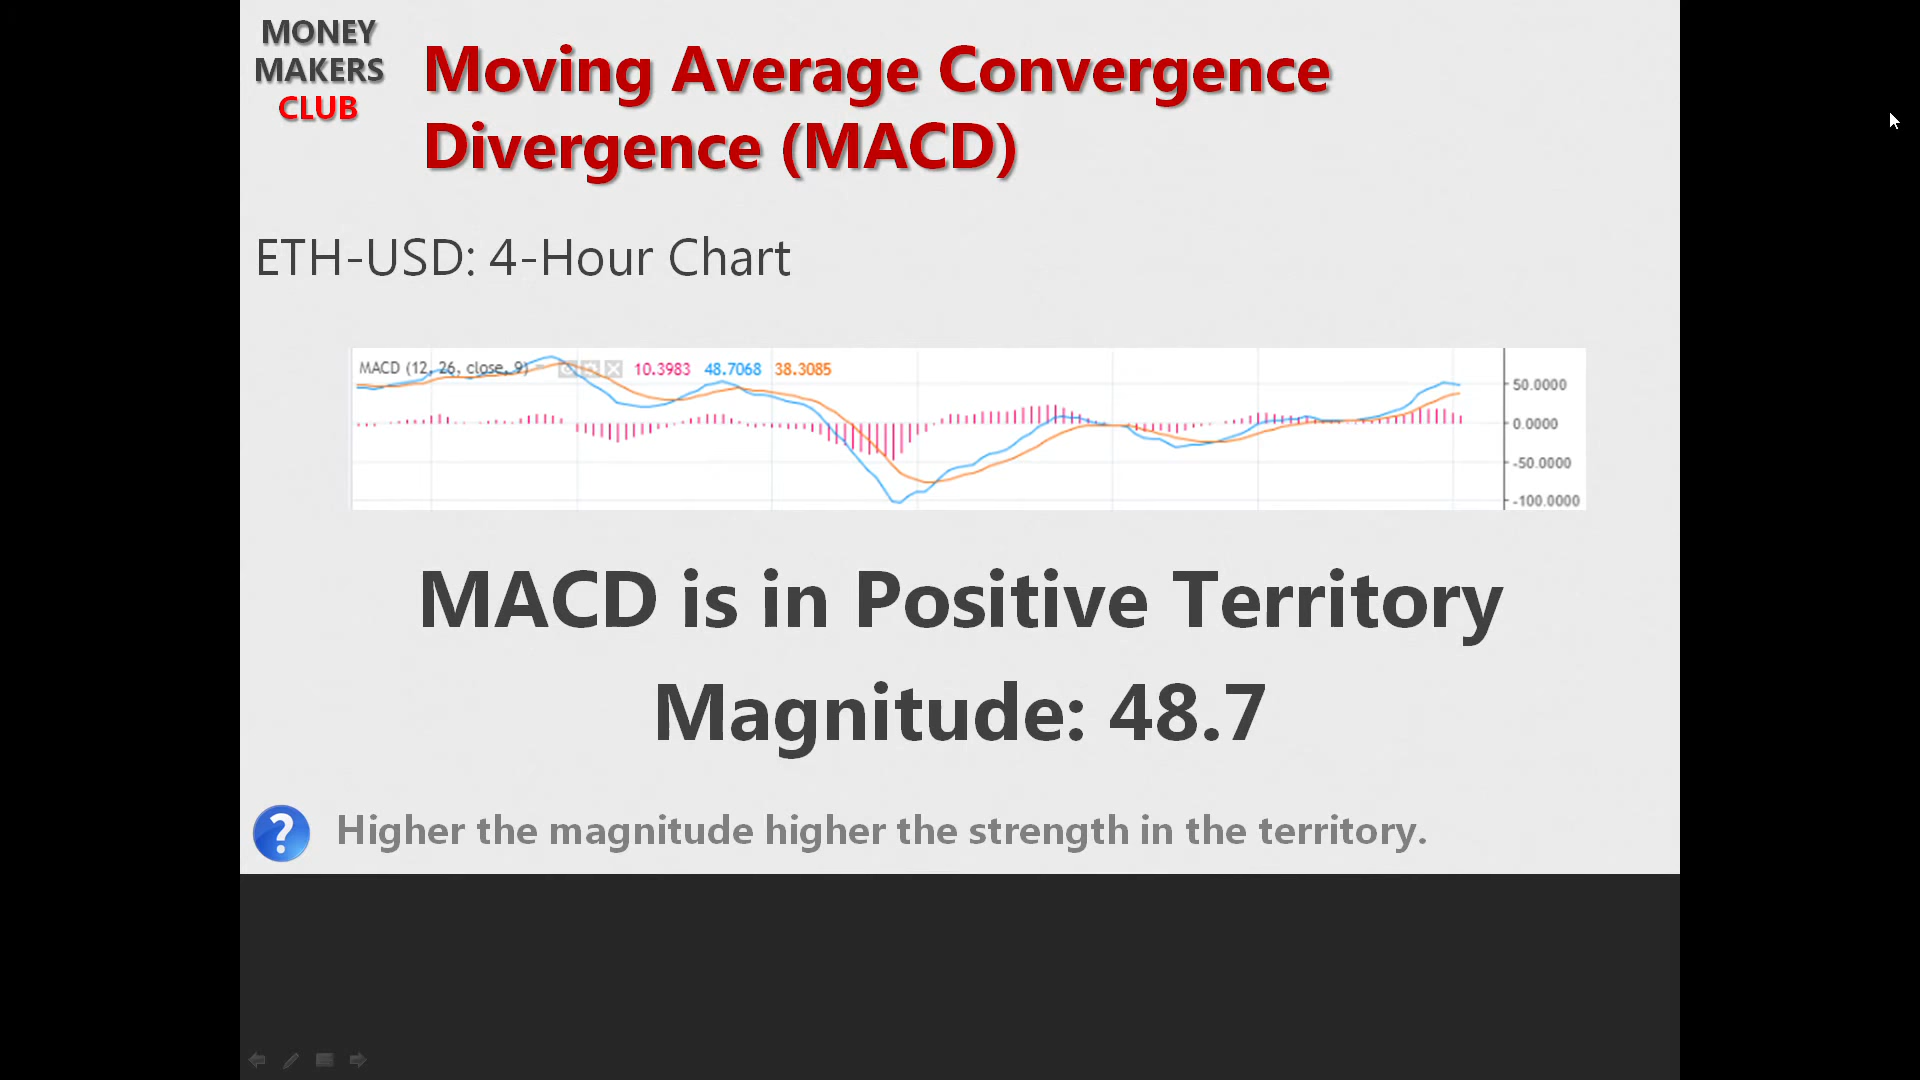 MONEY
MAKERS
CLUB
Moving Average Convergence
Divergence (MACD)
ETH-USD: 4-Hour Chart
MACD (12, 26, close, 9) 10.3983 48.7068 38.3085
50.0000
0.0000
-50.0000
-100.0000
MACD is in Positive Territory
Magnitude: 48.7
? Higher the magnitude higher the strength in the territory.